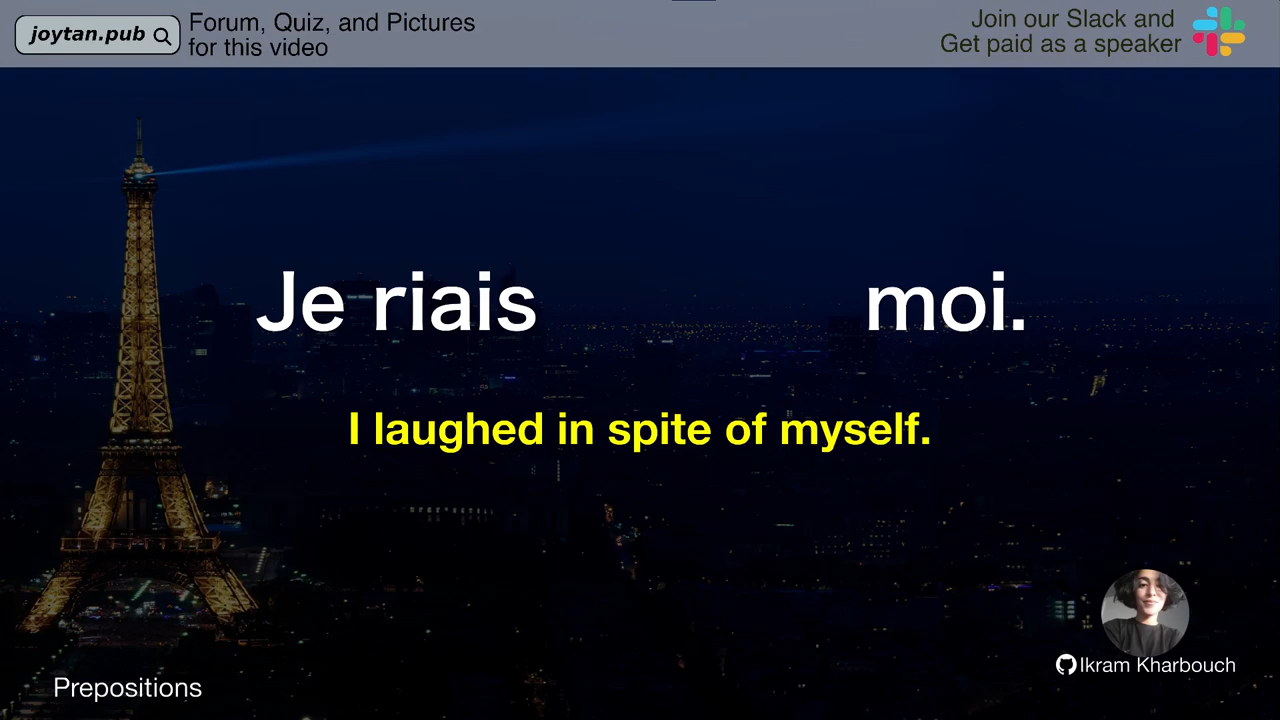 joytan.pub
Forum, Quiz, and Pictures
for this video
Join our Slack and
Get paid as a speaker
Je riais moi.
I laughed in spite of myself.
Ikram Kharbouch
Prepositions